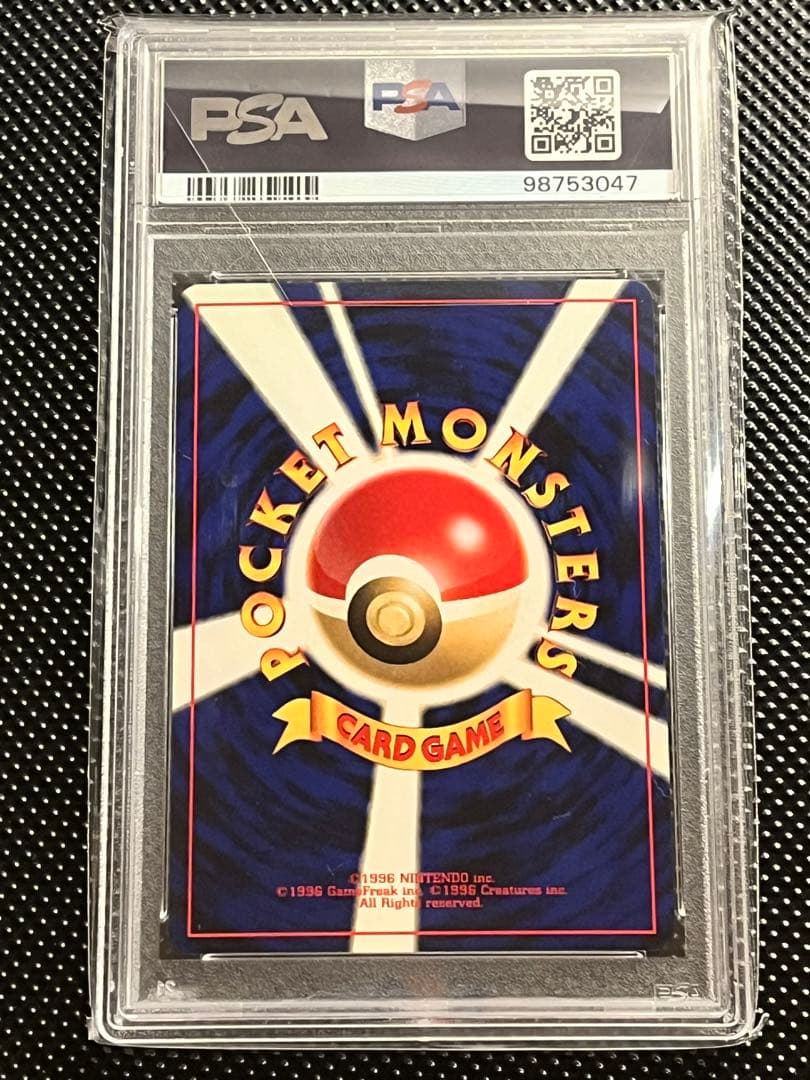 PSA
PSA
98753047
POCKET MONSTERS
CARD GAME
©1996 NINTENDO inc.
©1996 GameFreak inc. ©1996 Creatures inc.
All Rights reserved.
PSA